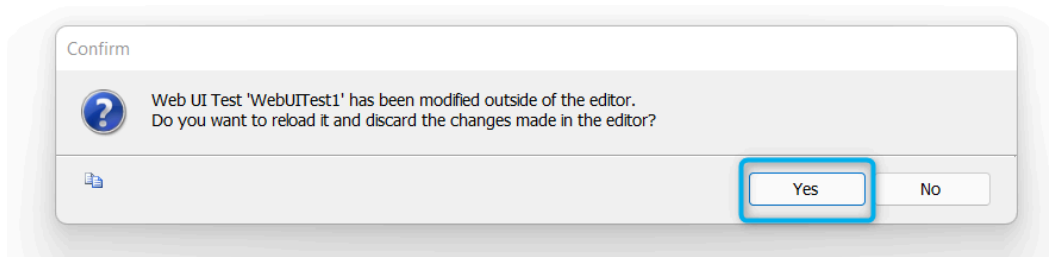 Confirm
Web UI Test 'WebUITest1' has been modified outside of the editor.
Do you want to reload it and discard the changes made in the editor?
Yes
No